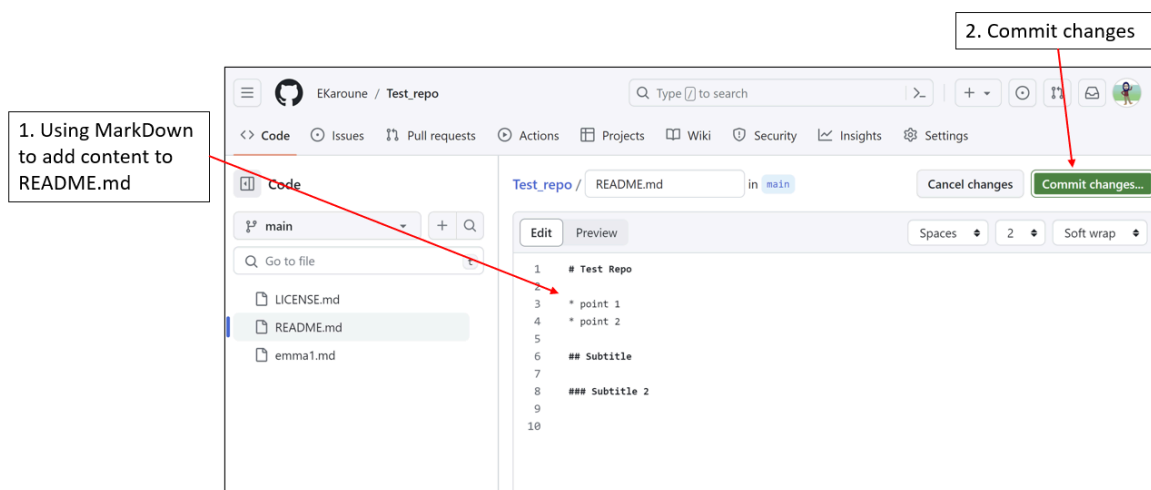 2. Commit changes
1. Using MarkDown
to add content to
README.md
EKaroune / Test_repo
Type / to search
Code Issues Pull requests Actions Projects Wiki Security Insights Settings
Code
Test_repo / README.md in main
Cancel changes Commit changes...
main
Edit Preview
Spaces 2 Soft wrap
Go to file t
LICENSE.md
README.md
emma1.md
1 # Test Repo
2
3 * point 1
4 * point 2
5
6 ## Subtitle
7
8 ### Subtitle 2
9
10